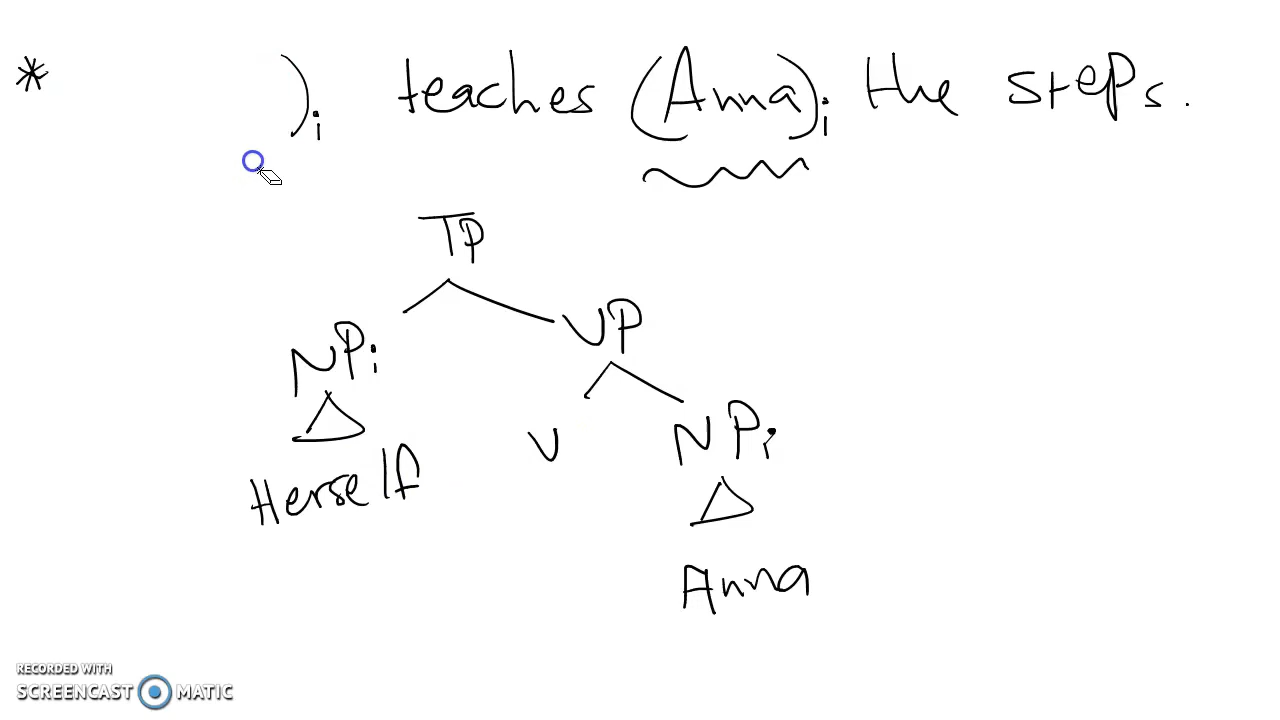 * )i teaches (Anna)i the steps.
TP
NPi VP
V NPi
Herself
Anna
RECORDED WITH
SCREENCAST MATIC